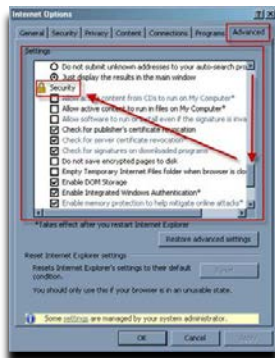 Internet Options
General Security Privacy Content Connections Programs Advanced
Settings
Do not submit unknown addresses to your auto-search pro
Just display the results in the main window
Security
Allow active content from CDs to run on My Computer*
Allow active content to run in files on My Computer*
Allow software to run or install even if the signature is inva
Check for publisher's certificate revocation
Check for server certificate revocation*
Check for signatures on downloaded programs
Do not save encrypted pages to disk
Empty Temporary Internet Files folder when browser is clo
Enable DOM Storage
Enable Integrated Windows Authentication*
Enable memory protection to help mitigate online attacks*
*Takes effect after you restart Internet Explorer
Restore advanced settings
Reset Internet Explorer settings
Resets Internet Explorer's settings to their default
condition.
Reset...
You should only use this if your browser is in an unusable state.
Some settings are managed by your system administrator.
OK Cancel Apply